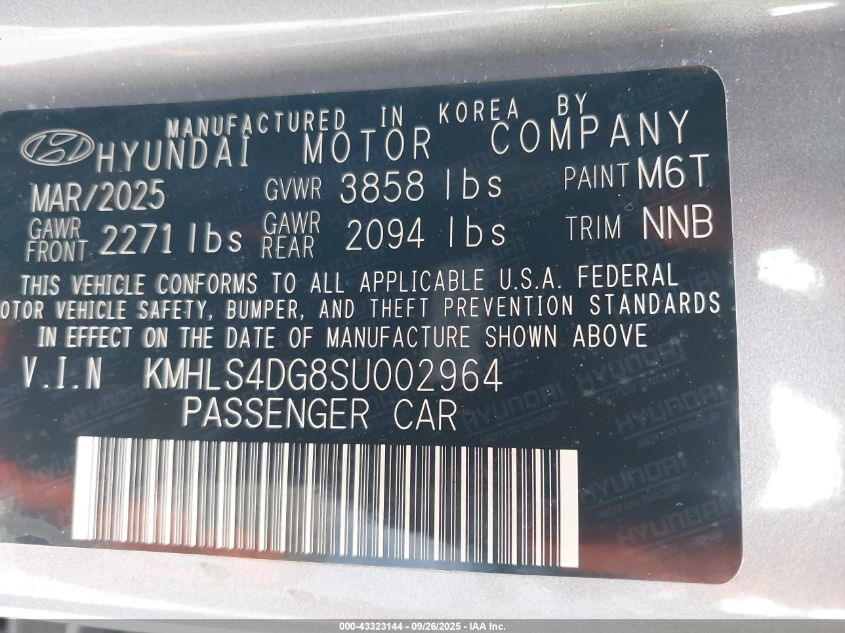 MANUFACTURED IN KOREA BY
HYUNDAI MOTOR COMPANY
MAR/2025 GVWR 3858 lbs PAINT M6T
GAWR FRONT 2271 lbs GAWR REAR 2094 lbs TRIM NNB
THIS VEHICLE CONFORMS TO ALL APPLICABLE U.S.A. FEDERAL
OTOR VEHICLE SAFETY, BUMPER, AND THEFT PREVENTION STANDARDS
IN EFFECT ON THE DATE OF MANUFACTURE SHOWN ABOVE
V.I.N KMHLS4DG8SU002964
PASSENGER CAR
000-43323144 - 09/26/2025 - IAA Inc.